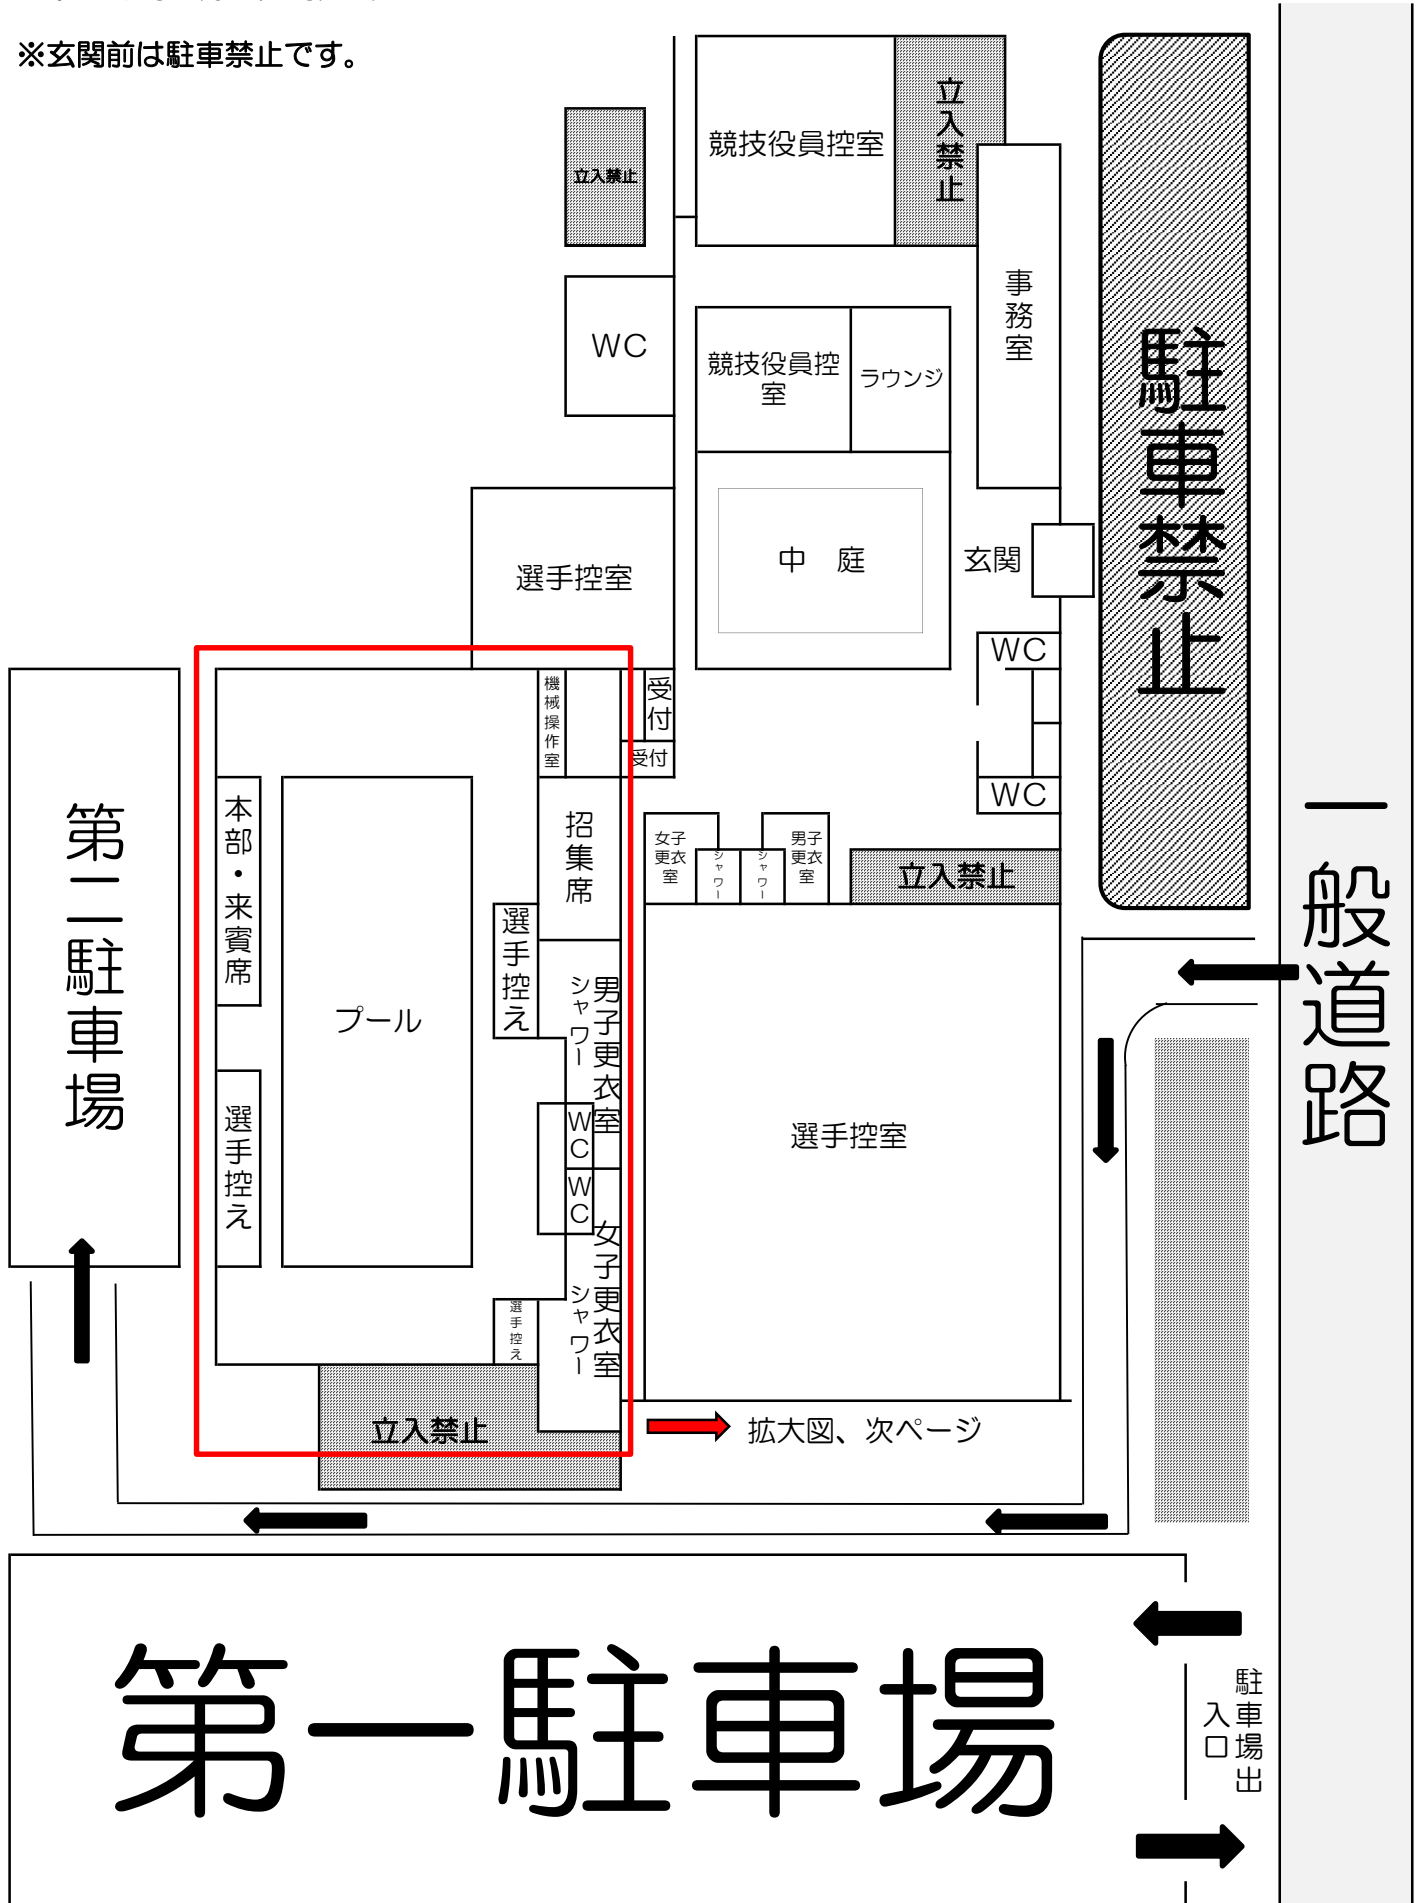 ※玄関前は駐車禁止です。
立入禁止
競技役員控室
立入禁止
事務室
WC
競技役員控
室
ラウンジ
駐車禁止
選手控室
中　庭
玄関
WC
機械操作室
受付
受付
WC
第二駐車場
本部・来賓席
プール
招集席
女子
更衣
室
シャワー
シャワー
男子
更衣
室
立入禁止
一般道路
選手控え
男子更衣室
シャワー
WC
WC
選手控え
選手控室
女子更衣室
シャワー
選手控え
立入禁止
拡大図、次ページ
第一駐車場
駐車場出
入口